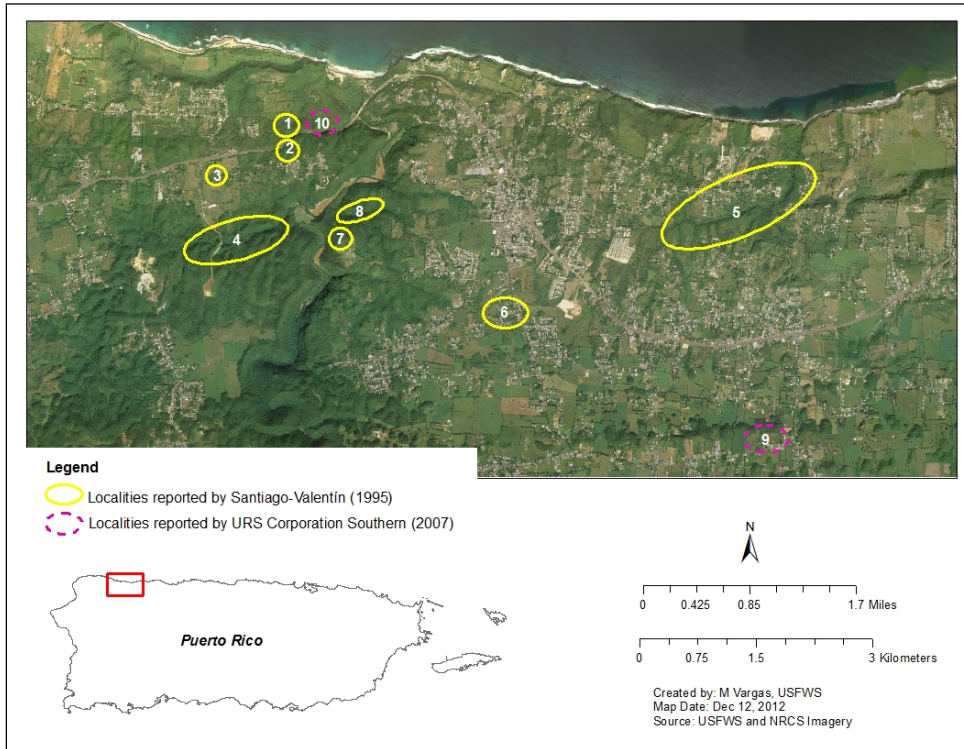 1
10
2
3
8
5
4
7
6
9
Legend
Localities reported by Santiago-Valentín (1995)
Localities reported by URS Corporation Southern (2007)
N
0 0.425 0.85 1.7 Miles
Puerto Rico
0 0.75 1.5 3 Kilometers
Created by: M Vargas, USFWS
Map Date: Dec 12, 2012
Source: USFWS and NRCS Imagery